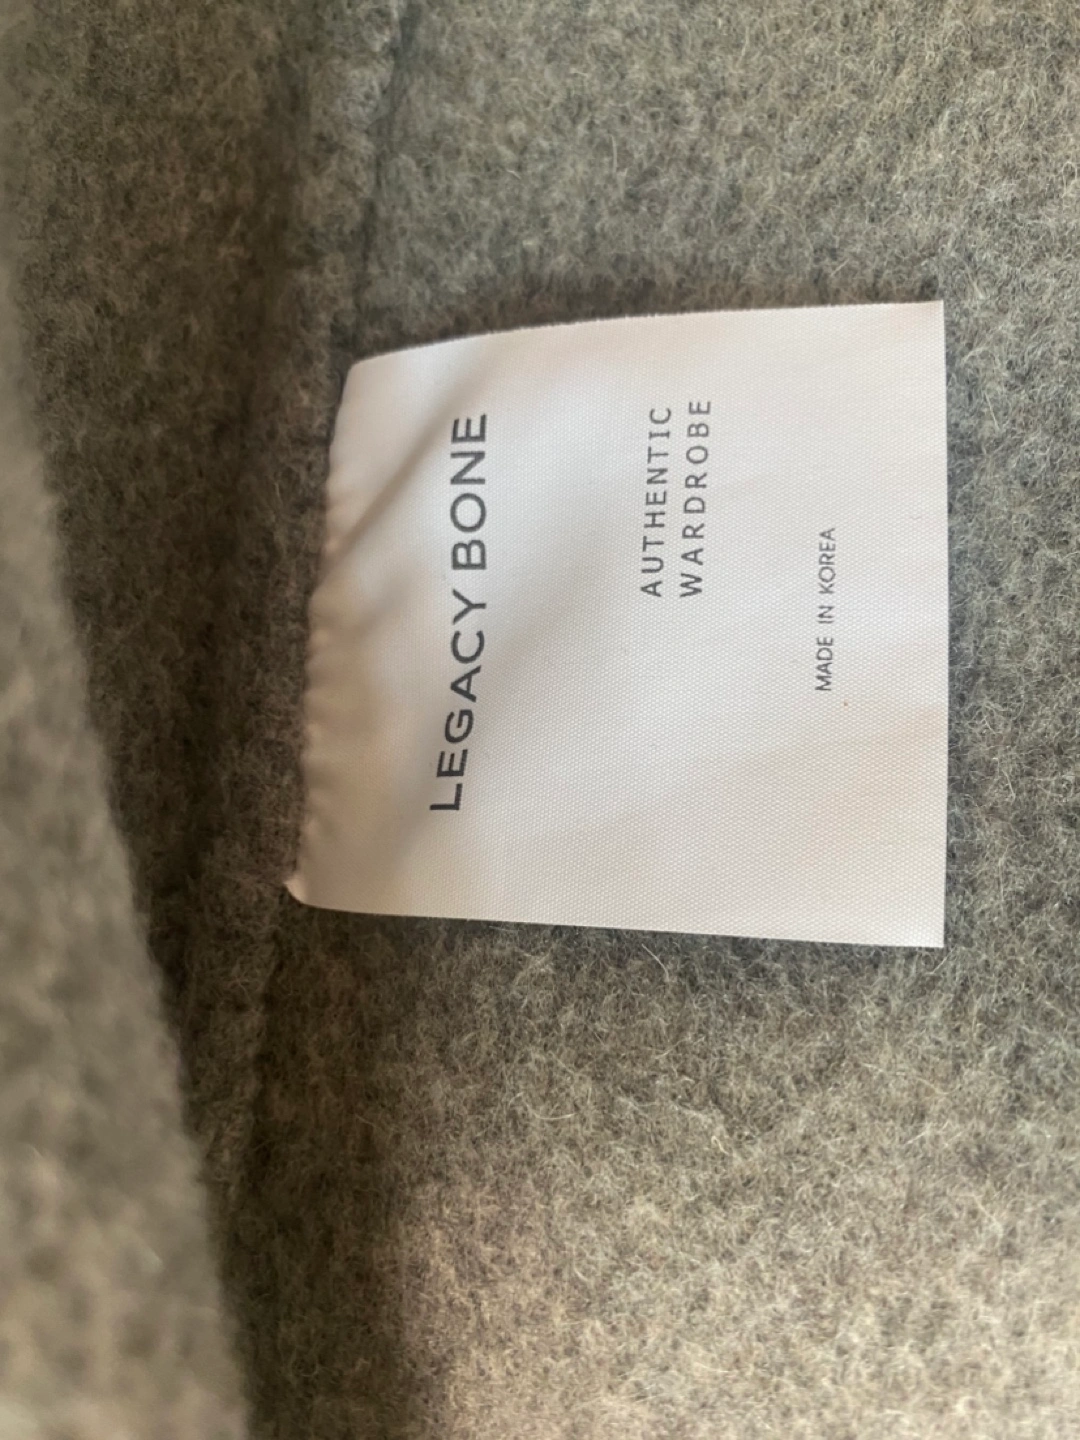 LEGACY BONE
AUTHENTIC
WARDROBE
MADE IN KOREA